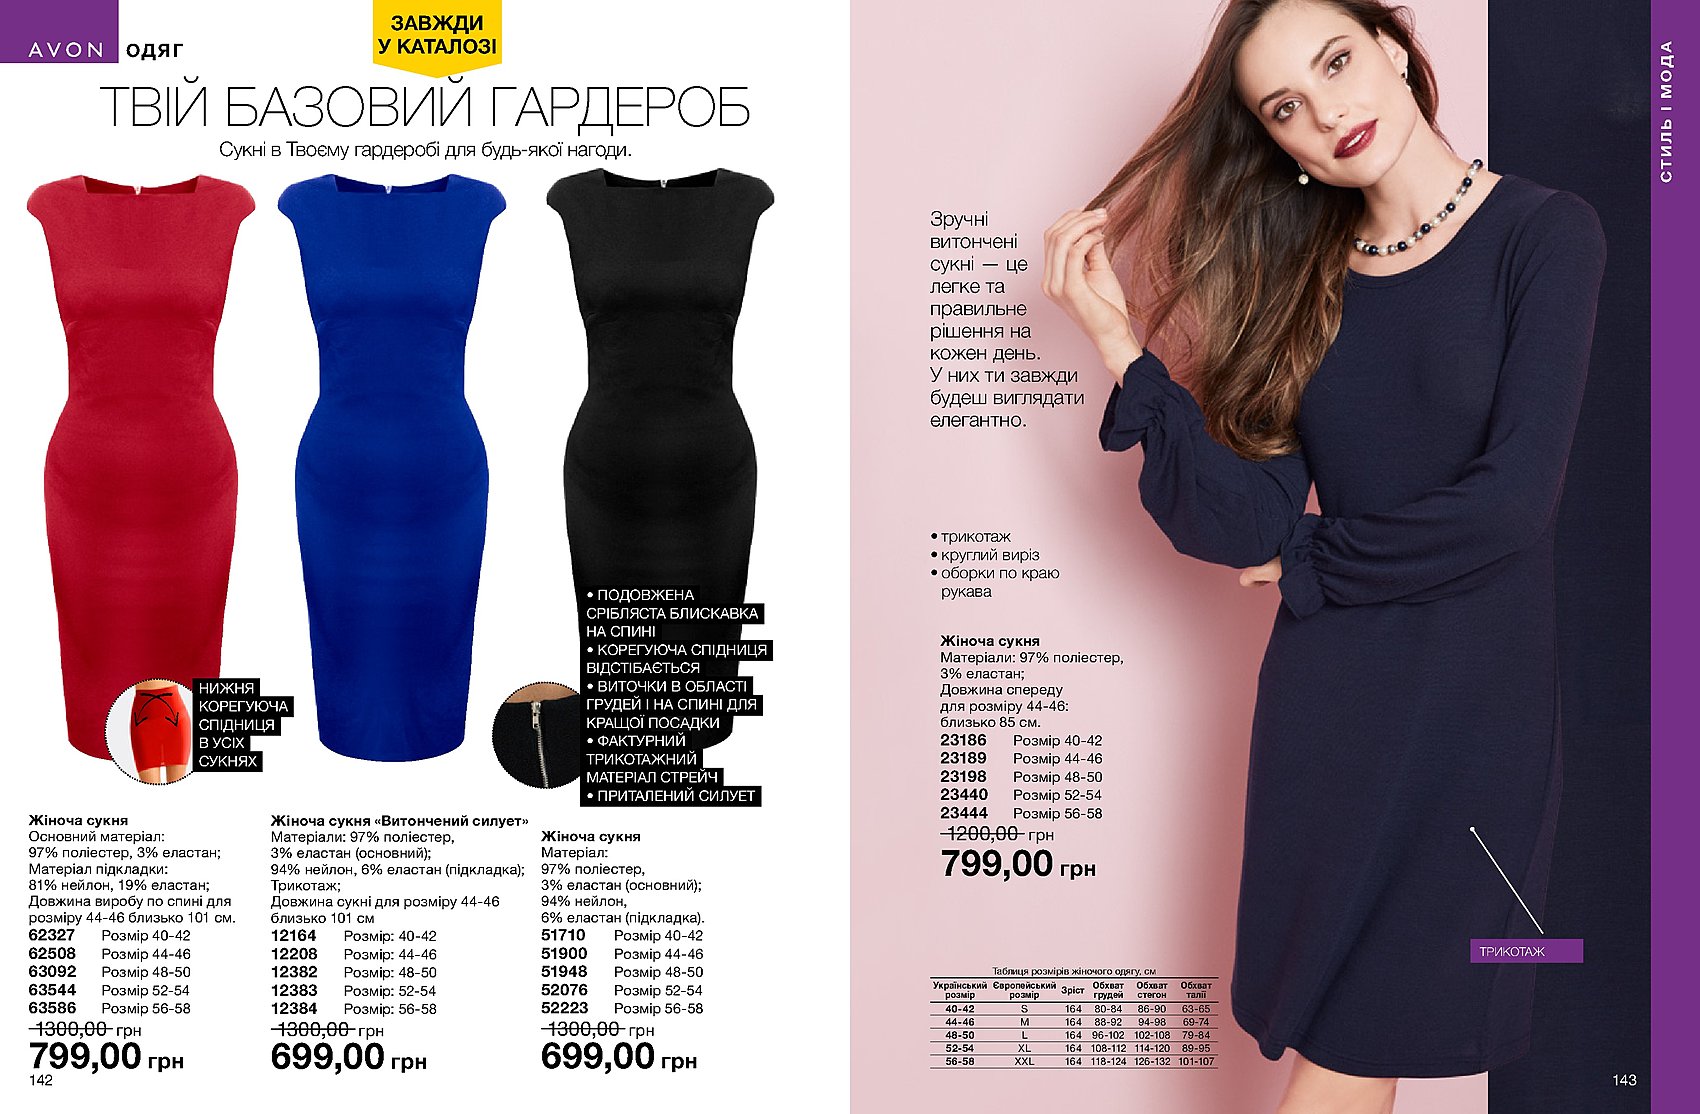 AVON ОДЯГ
ЗАВЖДИ
У КАТАЛОЗІ
ТВІЙ БАЗОВИЙ ГАРДЕРОБ
Сукні в Твоєму гардеробі для будь-якої нагоди.
НИЖНЯ
КОРЕГУЮЧА
СПІДНИЦЯ
В УСІХ
СУКНЯХ
• ПОДОВЖЕНА
СРІБЛЯСТА БЛИСКАВКА
НА СПИНІ
• КОРЕГУЮЧА СПІДНИЦЯ
ВІДСТІБАЄТЬСЯ
• ВИТОЧКИ В ОБЛАСТІ
ГРУДЕЙ І НА СПИНІ ДЛЯ
КРАЩОЇ ПОСАДКИ
• ФАКТУРНИЙ
ТРИКОТАЖНИЙ
МАТЕРІАЛ СТРЕЙЧ
• ПРИТАЛЕНИЙ СИЛУЕТ
Жіноча сукня
Основний матеріал:
97% поліестер, 3% еластан;
Матеріал підкладки:
81% нейлон, 19% еластан;
Довжина виробу по спині для
розміру 44-46 близько 101 см.
62327 Розмір 40-42
62508 Розмір 44-46
63092 Розмір 48-50
63544 Розмір 52-54
63586 Розмір 56-58
1300,00 грн
799,00 грн
142
Жіноча сукня «Витончений силует»
Матеріали: 97% поліестер,
3% еластан (основний);
94% нейлон, 6% еластан (підкладка);
Трикотаж;
Довжина сукні для розміру 44-46
близько 101 см
12164 Розмір: 40-42
12208 Розмір: 44-46
12382 Розмір: 48-50
12383 Розмір: 52-54
12384 Розмір: 56-58
1300,00 грн
699,00 грн
Жіноча сукня
Матеріал:
97% поліестер,
3% еластан (основний);
94% нейлон,
6% еластан (підкладка).
51710 Розмір 40-42
51900 Розмір 44-46
51948 Розмір 48-50
52076 Розмір 52-54
52223 Розмір 56-58
1300,00 грн
699,00 грн
СТИЛЬ І МОДА
Зручні
витончені
сукні — це
легке та
правильне
рішення на
кожен день.
У них ти завжди
будеш виглядати
елегантно.
• трикотаж
• круглий виріз
• оборки по краю
рукава
Жіноча сукня
Матеріали: 97% поліестер,
3% еластан;
Довжина спереду
для розміру 44-46:
близько 85 см.
23186 Розмір 40-42
23189 Розмір 44-46
23198 Розмір 48-50
23440 Розмір 52-54
23444 Розмір 56-58
1200,00 грн
799,00 грн
ТРИКОТАЖ
Таблиця розмірів жіночого одягу, см
Український розмір Європейський розмір Зріст Обхват грудей Обхват стегон Обхват талії
40-42 S 164 80-84 86-90 63-65
44-46 M 164 88-92 94-98 69-74
48-50 L 164 96-102 102-108 79-84
52-54 XL 164 108-112 114-120 89-95
56-58 XXL 164 118-124 126-132 101-107
143